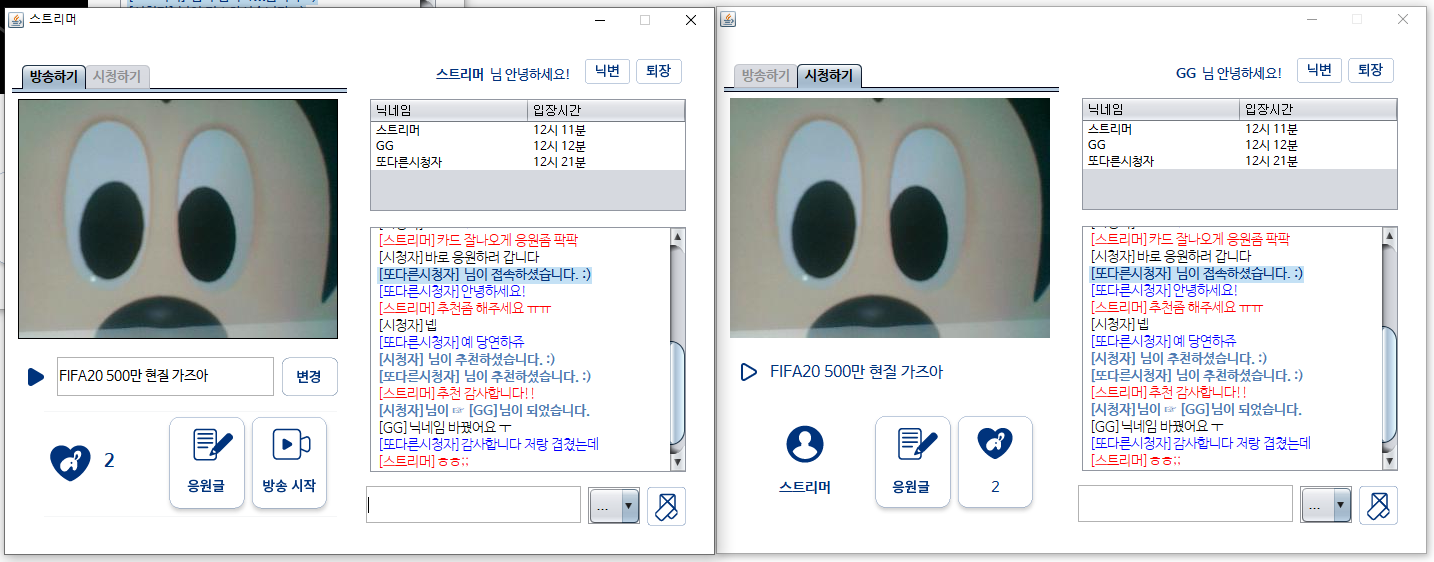 스트리머
방송하기 시청하기
스트리머 님 안녕하세요! 닉변 퇴장
닉네임 입장시간
스트리머 12시 11분
GG 12시 12분
또다른시청자 12시 21분
[스트리머] 카드 잘나오게 응원좀 팍팍
[시청자] 바로 응원하러 갑니다
[또다른시청자] 님이 접속하셨습니다. :)
[또다른시청자] 안녕하세요!
[스트리머] 추천좀 해주세요 ㅠㅠ
[시청자] 넵
[또다른시청자] 예 당연하쥬
[시청자] 님이 추천하셨습니다. :)
[또다른시청자] 님이 추천하셨습니다. :)
[스트리머] 추천 감사합니다!!
[시청자]님이 ☞ [GG]님이 되었습니다.
[GG] 닉네임 바꿨어요 ㅜ
[또다른시청자] 감사합니다 저랑 겹쳤는데
[스트리머] ㅎㅎ;;
FIFA20 500만 현질 가즈아 변경
2
응원글 방송 시작
...
방송하기 시청하기
GG 님 안녕하세요! 닉변 퇴장
닉네임 입장시간
스트리머 12시 11분
GG 12시 12분
또다른시청자 12시 21분
[스트리머] 카드 잘나오게 응원좀 팍팍
[시청자] 바로 응원하러 갑니다
[또다른시청자] 님이 접속하셨습니다. :)
[또다른시청자] 안녕하세요!
[스트리머] 추천좀 해주세요 ㅠㅠ
[시청자] 넵
[또다른시청자] 예 당연하쥬
[시청자] 님이 추천하셨습니다. :)
[또다른시청자] 님이 추천하셨습니다. :)
[스트리머] 추천 감사합니다!!
[시청자]님이 ☞ [GG]님이 되었습니다.
[GG] 닉네임 바꿨어요 ㅜ
[또다른시청자] 감사합니다 저랑 겹쳤는데
[스트리머] ㅎㅎ;;
FIFA20 500만 현질 가즈아
스트리머 응원글 2
...